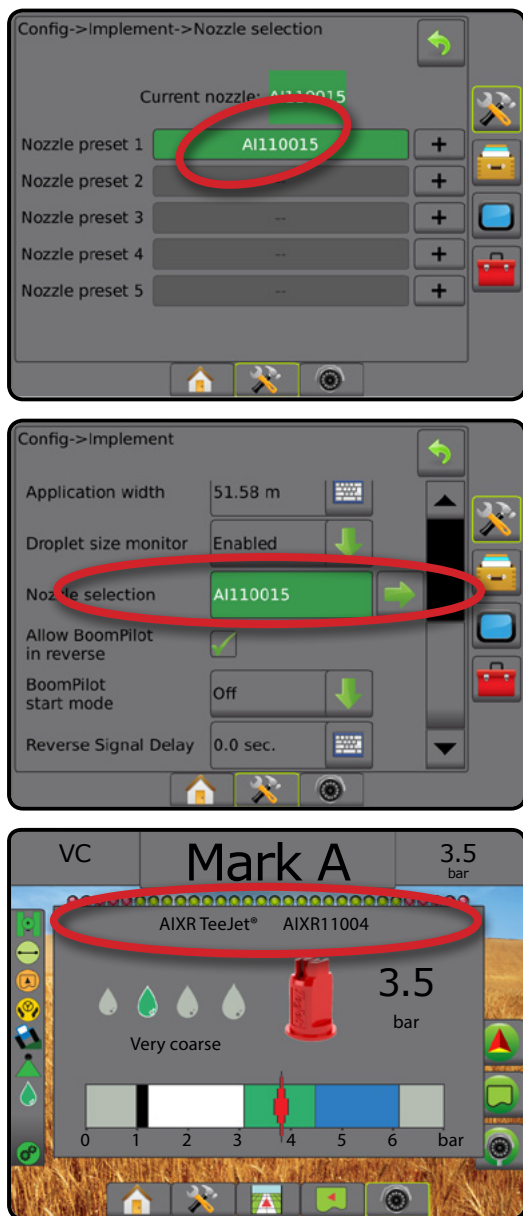 Config->Implement->Nozzle selection
Current nozzle: AI110015
Nozzle preset 1 AI110015 +
Nozzle preset 2 -- +
Nozzle preset 3 -- +
Nozzle preset 4 -- +
Nozzle preset 5 -- +
Config->Implement
Application width 51.58 m
Droplet size monitor Enabled
Nozzle selection AI110015
Allow BoomPilot
in reverse
BoomPilot
start mode Off
Reverse Signal Delay 0.0 sec.
VC Mark A 3.5
bar
AIXR TeeJet® AIXR11004
3.5
bar
Very coarse
0 1 2 3 4 5 6 bar